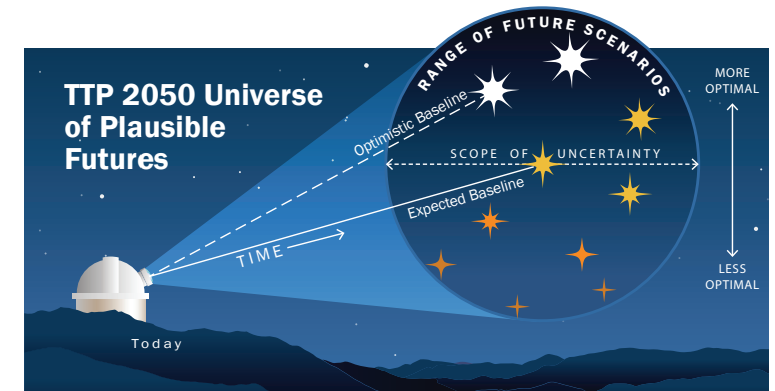 RANGE OF FUTURE SCENARIOS
TTP 2050 Universe
of Plausible
Futures
MORE
OPTIMAL
Optimistic Baseline
SCOPE OF UNCERTAINTY
Expected Baseline
TIME
LESS
OPTIMAL
Today